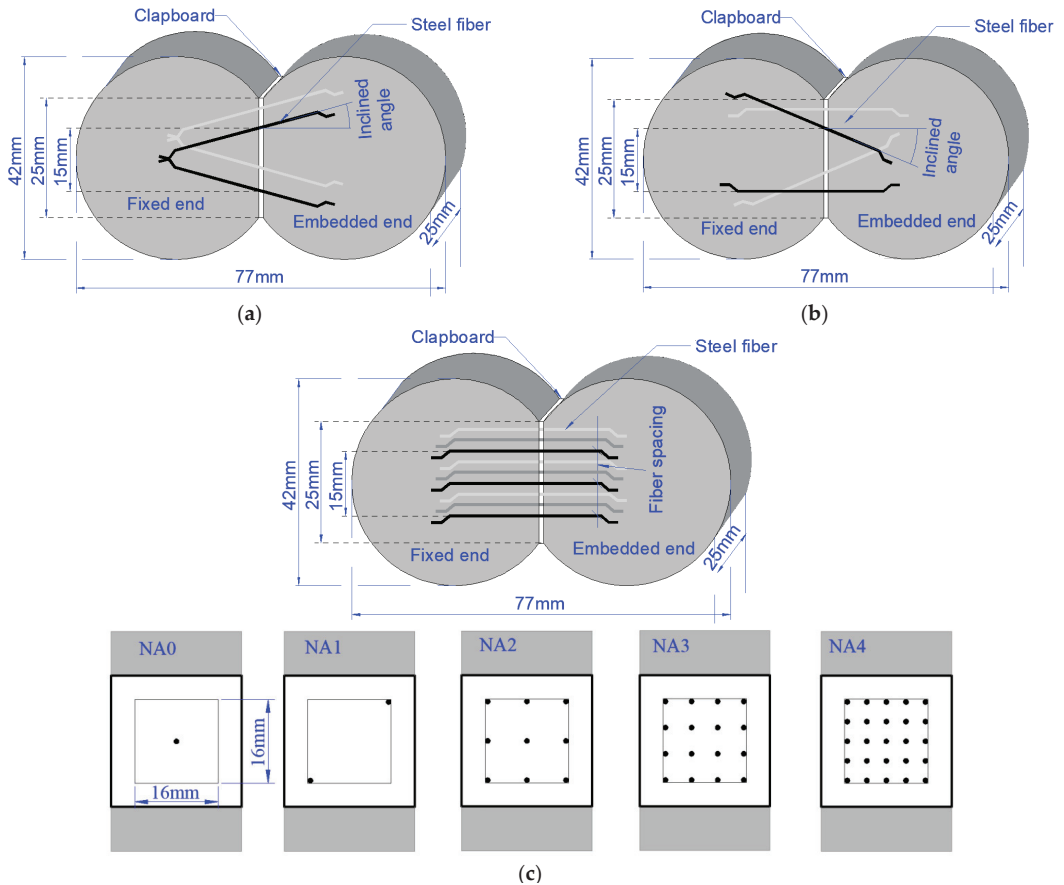 Clapboard
Steel fiber
42mm
25mm
15mm
Inclined
angle
Fixed end
Embedded end
25mm
77mm
(a)
Clapboard
Steel fiber
42mm
25mm
15mm
Inclined
angle
Fixed end
Embedded end
25mm
77mm
(b)
Clapboard
Steel fiber
42mm
25mm
15mm
Fiber spacing
Fixed end
Embedded end
25mm
77mm
NA0
NA1
NA2
NA3
NA4
16mm
16mm
(c)